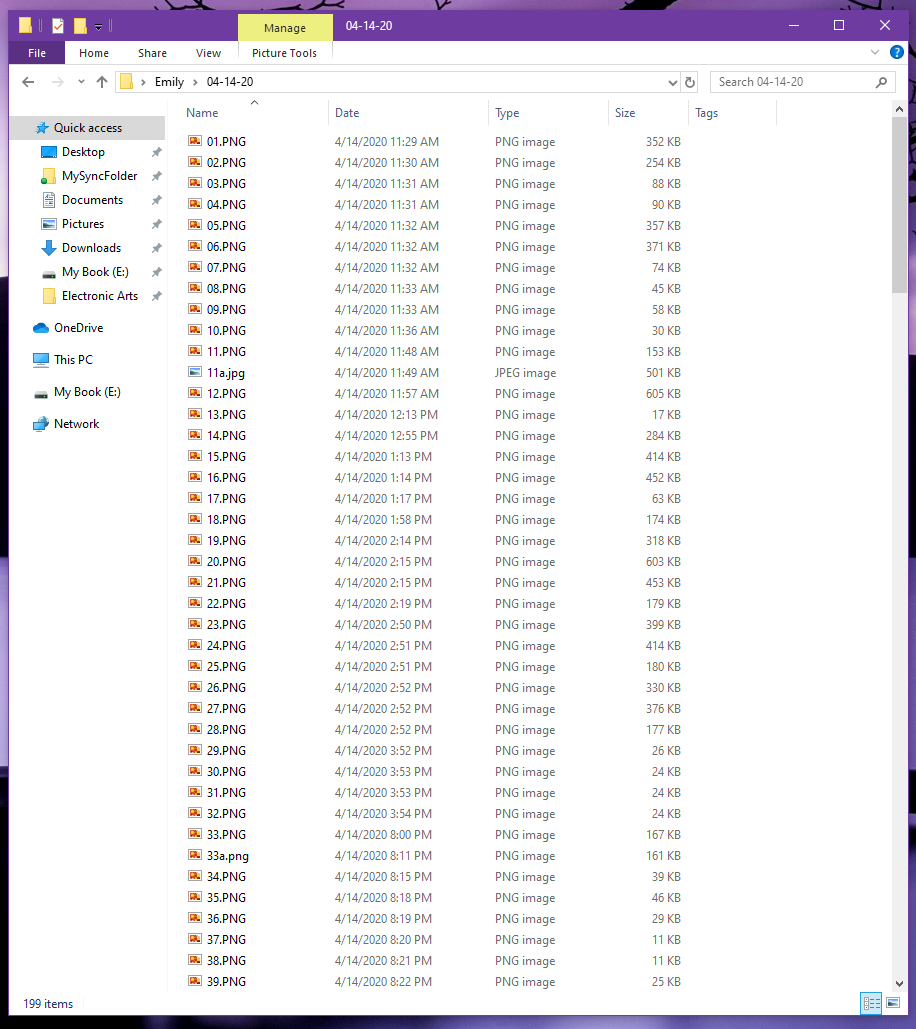 Manage 04-14-20
File Home Share View Picture Tools
Emily 04-14-20 Search 04-14-20
Name Date Type Size Tags
Quick access
Desktop
MySyncFolder
Documents
Pictures
Downloads
My Book (E:)
Electronic Arts
OneDrive
This PC
My Book (E:)
Network
01.PNG 4/14/2020 11:29 AM PNG image 352 KB
02.PNG 4/14/2020 11:30 AM PNG image 254 KB
03.PNG 4/14/2020 11:31 AM PNG image 88 KB
04.PNG 4/14/2020 11:31 AM PNG image 90 KB
05.PNG 4/14/2020 11:32 AM PNG image 357 KB
06.PNG 4/14/2020 11:32 AM PNG image 371 KB
07.PNG 4/14/2020 11:32 AM PNG image 74 KB
08.PNG 4/14/2020 11:33 AM PNG image 45 KB
09.PNG 4/14/2020 11:33 AM PNG image 58 KB
10.PNG 4/14/2020 11:36 AM PNG image 30 KB
11.PNG 4/14/2020 11:48 AM PNG image 153 KB
11a.jpg 4/14/2020 11:49 AM JPEG image 501 KB
12.PNG 4/14/2020 11:57 AM PNG image 605 KB
13.PNG 4/14/2020 12:13 PM PNG image 17 KB
14.PNG 4/14/2020 12:55 PM PNG image 284 KB
15.PNG 4/14/2020 1:13 PM PNG image 414 KB
16.PNG 4/14/2020 1:14 PM PNG image 452 KB
17.PNG 4/14/2020 1:17 PM PNG image 63 KB
18.PNG 4/14/2020 1:58 PM PNG image 174 KB
19.PNG 4/14/2020 2:14 PM PNG image 318 KB
20.PNG 4/14/2020 2:15 PM PNG image 603 KB
21.PNG 4/14/2020 2:15 PM PNG image 453 KB
22.PNG 4/14/2020 2:19 PM PNG image 179 KB
23.PNG 4/14/2020 2:50 PM PNG image 399 KB
24.PNG 4/14/2020 2:51 PM PNG image 414 KB
25.PNG 4/14/2020 2:51 PM PNG image 180 KB
26.PNG 4/14/2020 2:52 PM PNG image 330 KB
27.PNG 4/14/2020 2:52 PM PNG image 376 KB
28.PNG 4/14/2020 2:52 PM PNG image 177 KB
29.PNG 4/14/2020 3:52 PM PNG image 26 KB
30.PNG 4/14/2020 3:53 PM PNG image 24 KB
31.PNG 4/14/2020 3:53 PM PNG image 24 KB
32.PNG 4/14/2020 3:54 PM PNG image 24 KB
33.PNG 4/14/2020 8:00 PM PNG image 167 KB
33a.png 4/14/2020 8:11 PM PNG image 161 KB
34.PNG 4/14/2020 8:15 PM PNG image 39 KB
35.PNG 4/14/2020 8:18 PM PNG image 46 KB
36.PNG 4/14/2020 8:19 PM PNG image 29 KB
37.PNG 4/14/2020 8:20 PM PNG image 11 KB
38.PNG 4/14/2020 8:21 PM PNG image 11 KB
39.PNG 4/14/2020 8:22 PM PNG image 25 KB
199 items